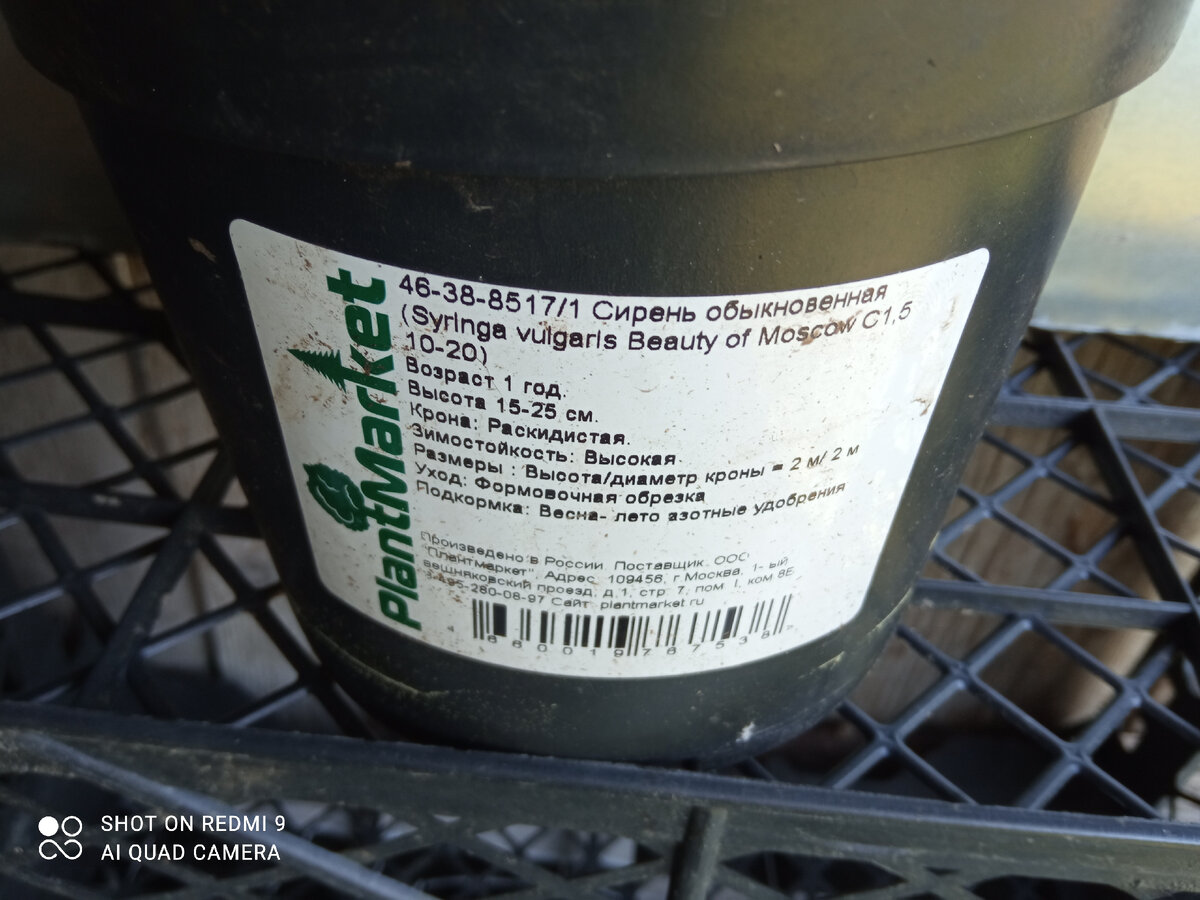 PlantMarket
46-38-8517/1 Сирень обыкновенная
(Syringa vulgaris Beauty of Moscow C1,5
10-20)
Возраст 1 год.
Высота 15-25 см.
Крона: Раскидистая.
Зимостойкость: Высокая.
Размеры : Высота/диаметр кроны = 2 м/ 2 м
Уход: Формовочная обрезка
Подкормка: Весна- лето азотные удобрения
Произведено в России. Поставщик: ООО
"Плантмаркет". Адрес: 109456, г.Москва, 1- ый
вешняковский проезд, д.1, стр. 7, пом. I, ком 8Е
280-08-97 Сайт: plantmarket.ru
4 680019 787538 >
SHOT ON REDMI 9
AI QUAD CAMERA